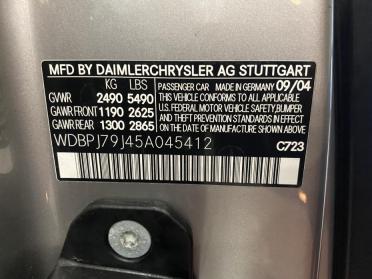 MFD BY DAIMLERCHRYSLER AG STUTTGART
KG LBS PASSENGER CAR MADE IN GERMANY 09/04
GVWR 2490 5490 THIS VEHICLE CONFORMS TO ALL APPLICABLE
GAWR FRONT 1190 2625 U.S. FEDERAL MOTOR VEHICLE SAFETY, BUMPER
GAWR REAR 1300 2865 AND THEFT PREVENTION STANDARDS IN EFFECT
ON THE DATE OF MANUFACTURE SHOWN ABOVE
WDBPJ79J45A045412 C723